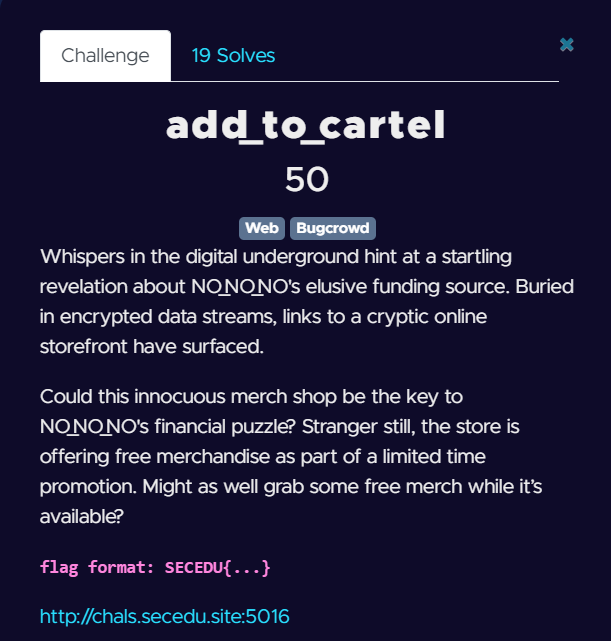 Challenge
19 Solves
✖
add_to_cartel
50
Web
Bugcrowd
Whispers in the digital underground hint at a startling
revelation about NO_NO_NO's elusive funding source. Buried
in encrypted data streams, links to a cryptic online
storefront have surfaced.
Could this innocuous merch shop be the key to
NO_NO_NO's financial puzzle? Stranger still, the store is
offering free merchandise as part of a limited time
promotion. Might as well grab some free merch while it’s
available?
flag format: SECEDU{...}
http://chals.secedu.site:5016